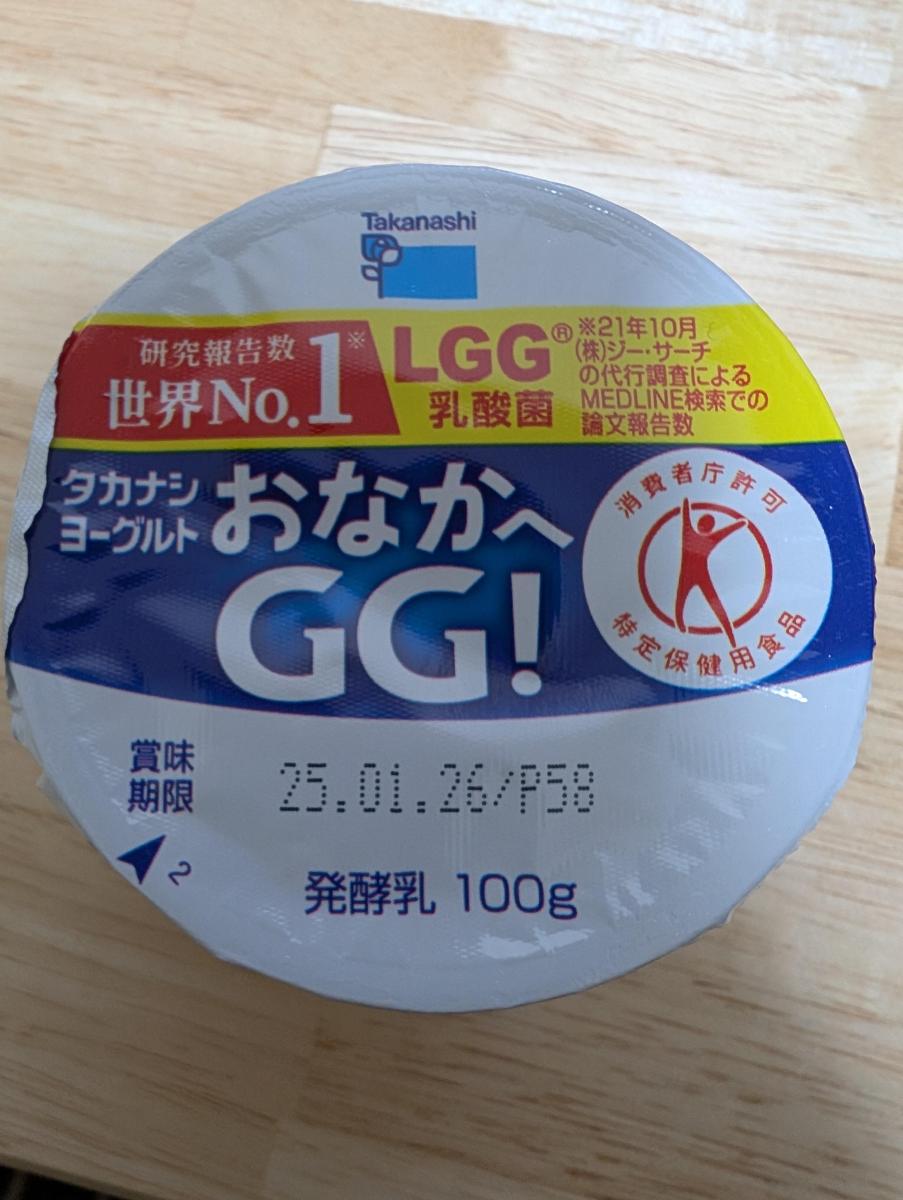 Takanashi
研究報告数
世界No.1※
LGG®
乳酸菌
※21年10月
(株)ジー・サーチ
の代行調査による
MEDLINE検索での
論文報告数
タカナシ
ヨーグルト
おなかへ
GG!
消費者庁許可
特定保健用食品
賞味
期限
25.01.26/P58
2
発酵乳 100g